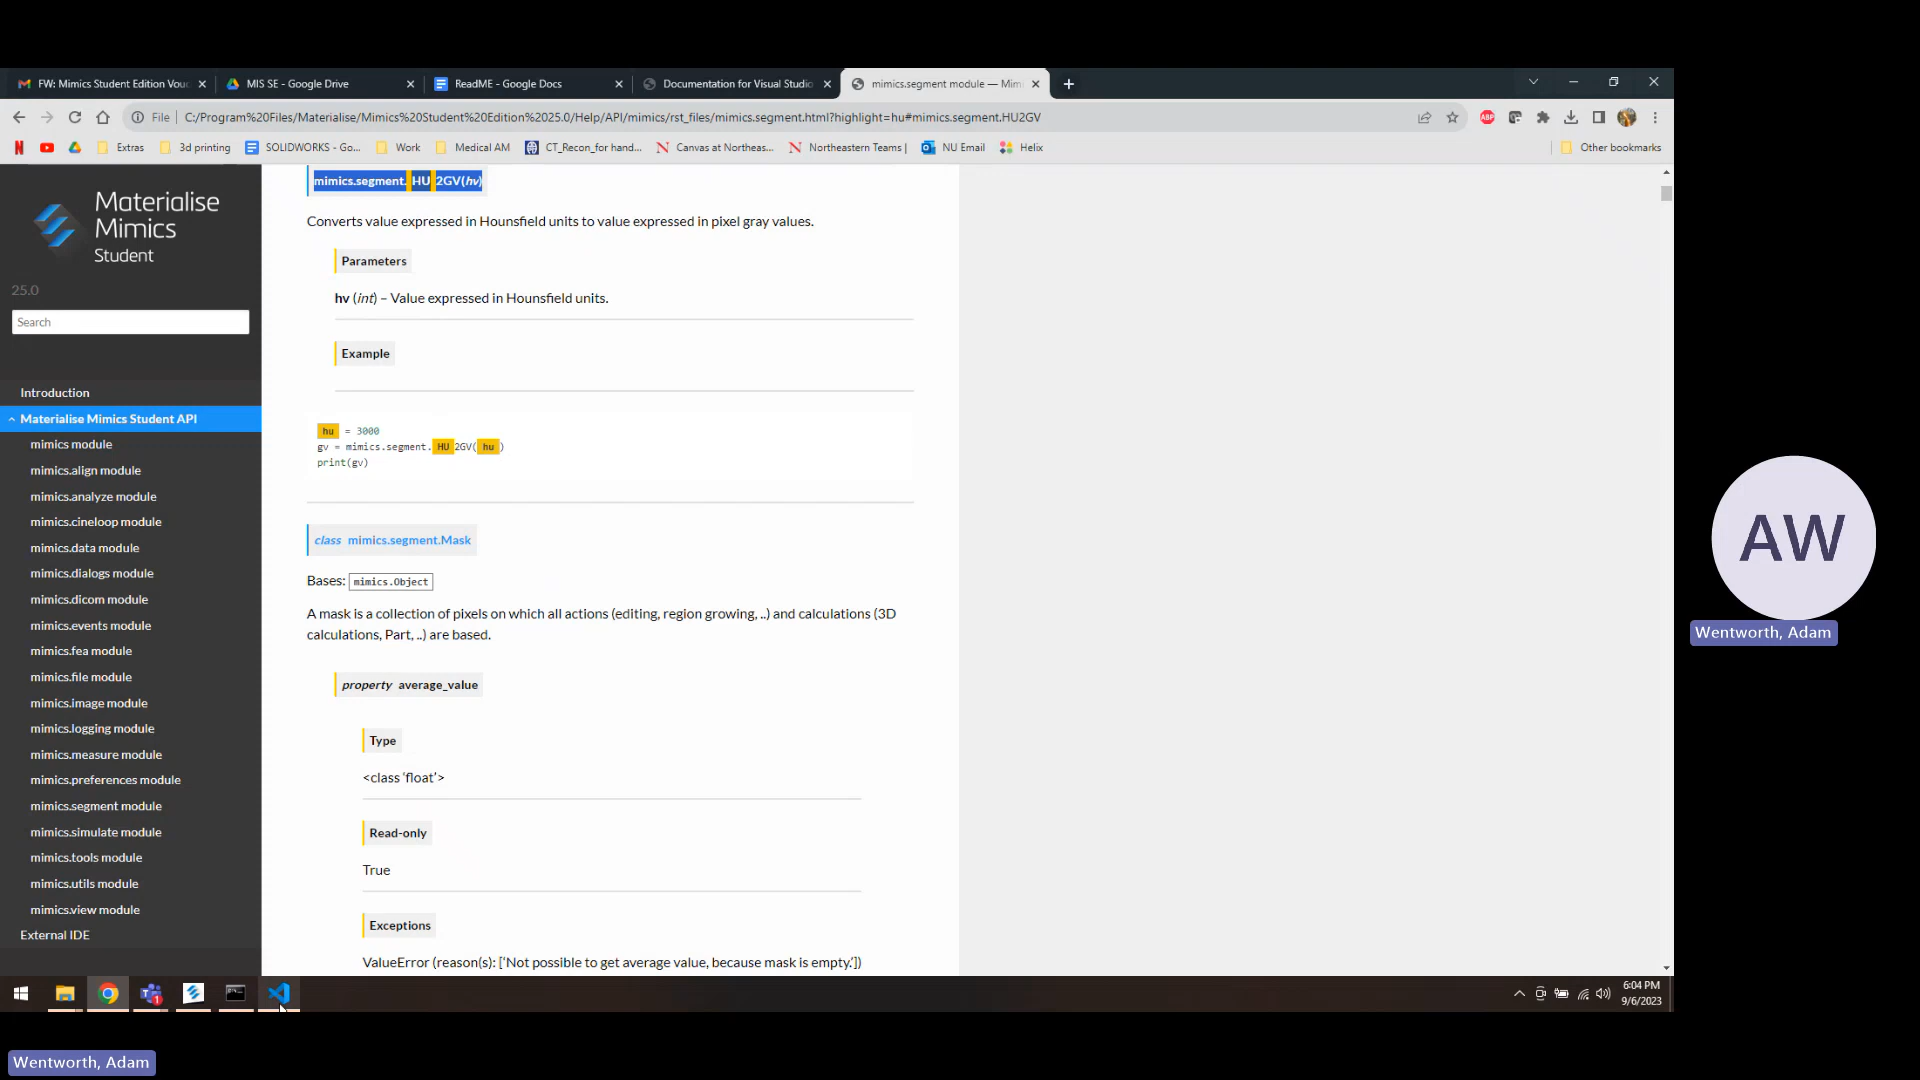 FW: Mimics Student Edition Vou
MIS SE - Google Drive
ReadME - Google Docs
Documentation for Visual Studio
mimics.segment module — Mim
File
C:/Program%20Files/Materialise/Mimics%20Student%20Edition%2025.0/Help/API/mimics/rst_files/mimics.segment.html?highlight=hu#mimics.segment.HU2GV
ABP
Extras
3d printing
SOLIDWORKS - Go...
Work
Medical AM
CT_Recon_for hand...
Canvas at Northeas...
Northeastern Teams |
NU Email
Helix
Other bookmarks
Materialise
Mimics
Student
25.0
Search
Introduction
Materialise Mimics Student API
mimics module
mimics.align module
mimics.analyze module
mimics.cineloop module
mimics.data module
mimics.dialogs module
mimics.dicom module
mimics.events module
mimics.fea module
mimics.file module
mimics.image module
mimics.logging module
mimics.measure module
mimics.preferences module
mimics.segment module
mimics.simulate module
mimics.tools module
mimics.utils module
mimics.view module
External IDE
mimics.segment.HU2GV(hv)
Converts value expressed in Hounsfield units to value expressed in pixel gray values.
Parameters
hv (int) – Value expressed in Hounsfield units.
Example
hu = 3000
gv = mimics.segment.HU2GV(hu)
print(gv)
class mimics.segment.Mask
Bases: mimics.Object
A mask is a collection of pixels on which all actions (editing, region growing, ..) and calculations (3D
calculations, Part, ..) are based.
property average_value
Type
<class ‘float’>
Read-only
True
Exceptions
ValueError (reason(s): [‘Not possible to get average value, because mask is empty.’])
6:04 PM
9/6/2023
AW
Wentworth, Adam
Wentworth, Adam